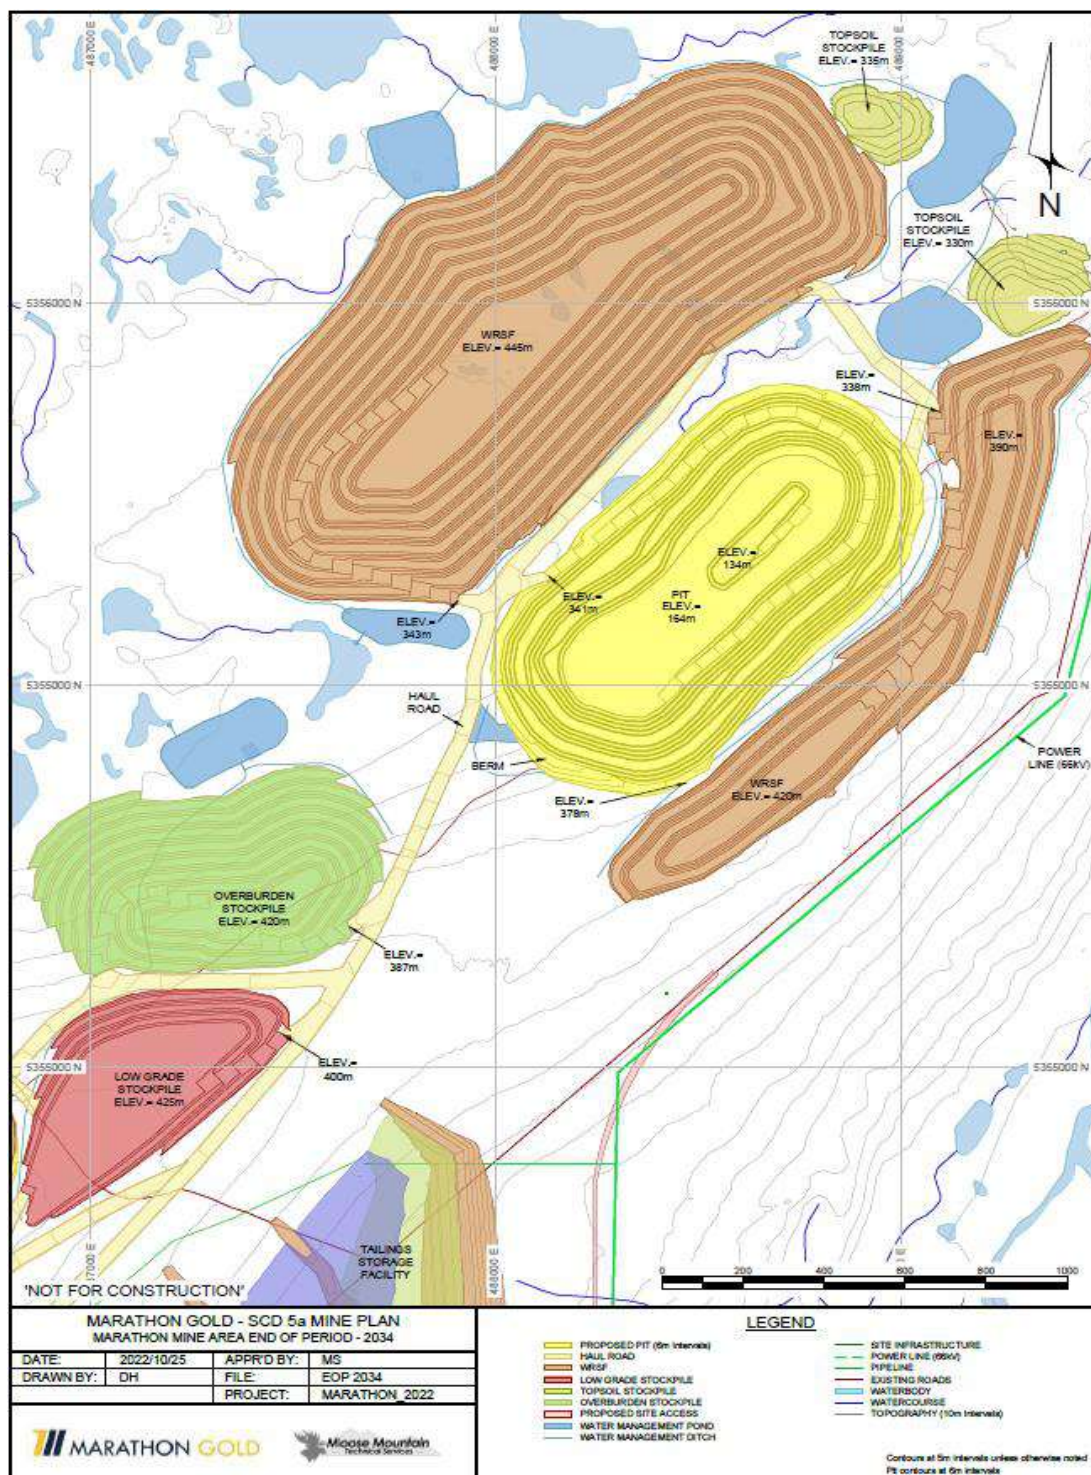 487000 E
488000 E
489000 E
TOPSOIL
STOCKPILE
ELEV.= 335m
N
TOPSOIL
STOCKPILE
ELEV.= 330m
5356000 N
5356000 N
WRSF
ELEV.= 445m
ELEV.=
338m
ELEV.=
390m
ELEV.=
134m
PIT
ELEV.=
164m
ELEV.=
341m
ELEV.=
343m
5355000 N
5355000 N
HAUL
ROAD
BERM
POWER
LINE (66kV)
WRSF
ELEV.= 420m
ELEV.=
378m
OVERBURDEN
STOCKPILE
ELEV.= 420m
ELEV.=
387m
5355000 N
5355000 N
ELEV.=
400m
LOW GRADE
STOCKPILE
ELEV.= 425m
TAILINGS
STORAGE
FACILITY
7000 E
488000 E
E
'NOT FOR CONSTRUCTION'
0 200 400 600 800 1000
MARATHON GOLD - SCD 5a MINE PLAN
MARATHON MINE AREA END OF PERIOD - 2034
DATE: 2022/10/25 APPR'D BY: MS
DRAWN BY: DH FILE: EOP 2034
PROJECT: MARATHON_2022
MARATHON GOLD
Moose Mountain
Technical Services
LEGEND
PROPOSED PIT (6m Intervals)
HAUL ROAD
WRSF
LOW GRADE STOCKPILE
TOPSOIL STOCKPILE
OVERBURDEN STOCKPILE
PROPOSED SITE ACCESS
WATER MANAGEMENT POND
WATER MANAGEMENT DITCH
SITE INFRASTRUCTURE
POWER LINE (66kV)
PIPELINE
EXISTING ROADS
WATERBODY
WATERCOURSE
TOPOGRAPHY (10m Intervals)
Contours at 5m intervals unless otherwise noted
Pit contours at 6m intervals